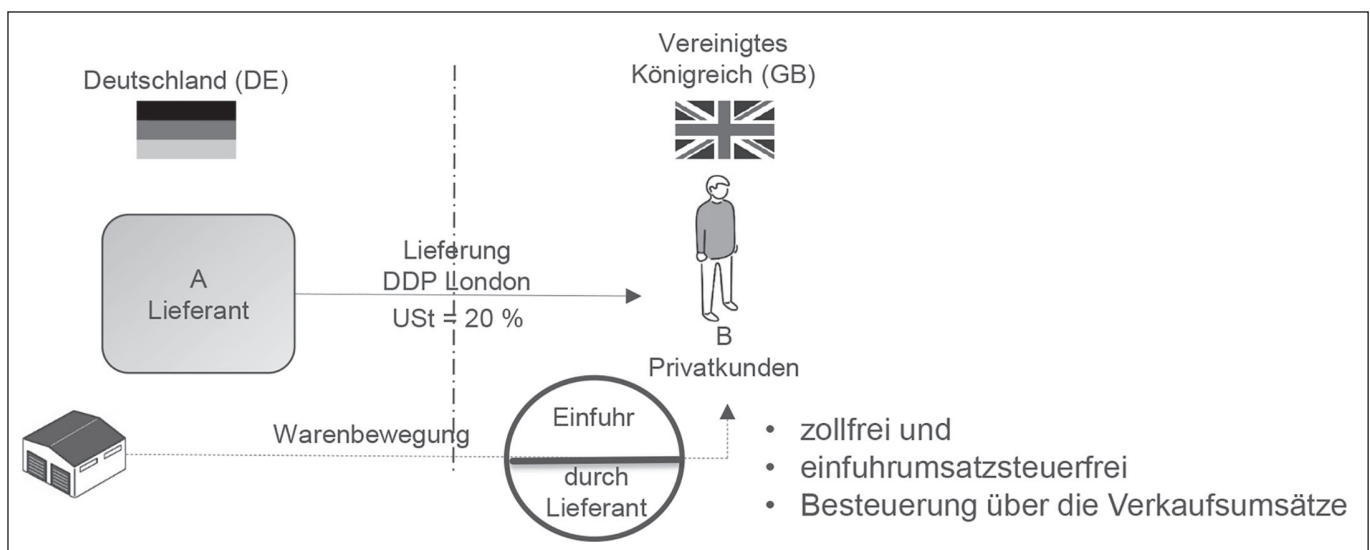 Deutschland (DE)
Vereinigtes
Königreich (GB)
A
Lieferant
Lieferung
DDP London
USt = 20 %
B
Privatkunden
Warenbewegung
Einfuhr
durch
Lieferant
• zollfrei und
• einfuhrumsatzsteuerfrei
• Besteuerung über die Verkaufsumsätze